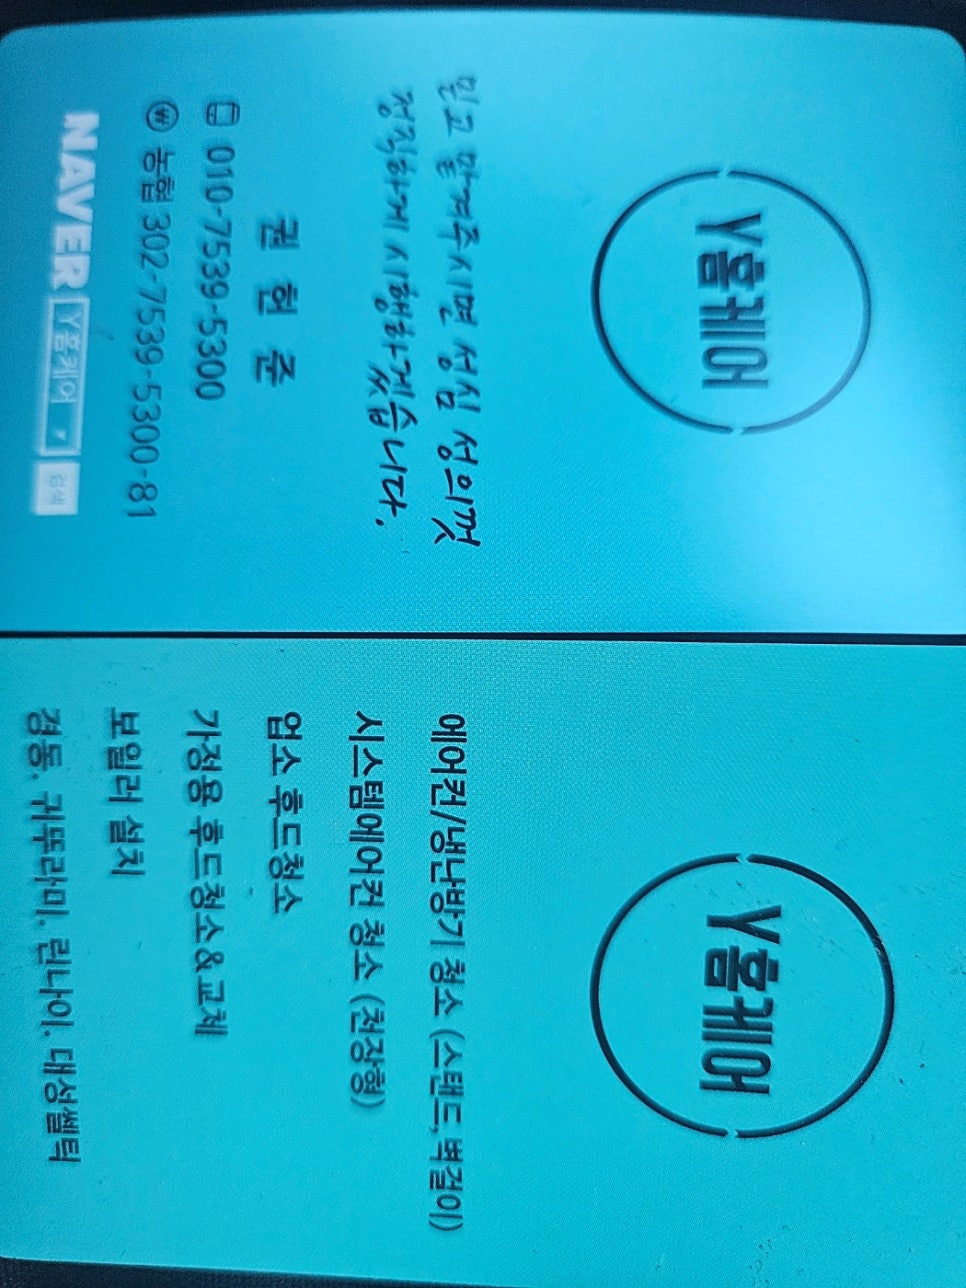 Y홈케어
믿고 맡겨주시면 성심 성의껏
정직하게 시행하겠습니다.
권 현 준
010-7539-5300
₩ 농협 302-7539-5300-81
NAVER Y홈케어 검색
Y홈케어
에어컨/냉난방기 청소 (스탠드,벽걸이)
시스템에어컨 청소 (천장형)
업소 후드청소
가정용 후드청소&교체
보일러 설치
경동. 귀뚜라미. 린나이. 대성쎌틱